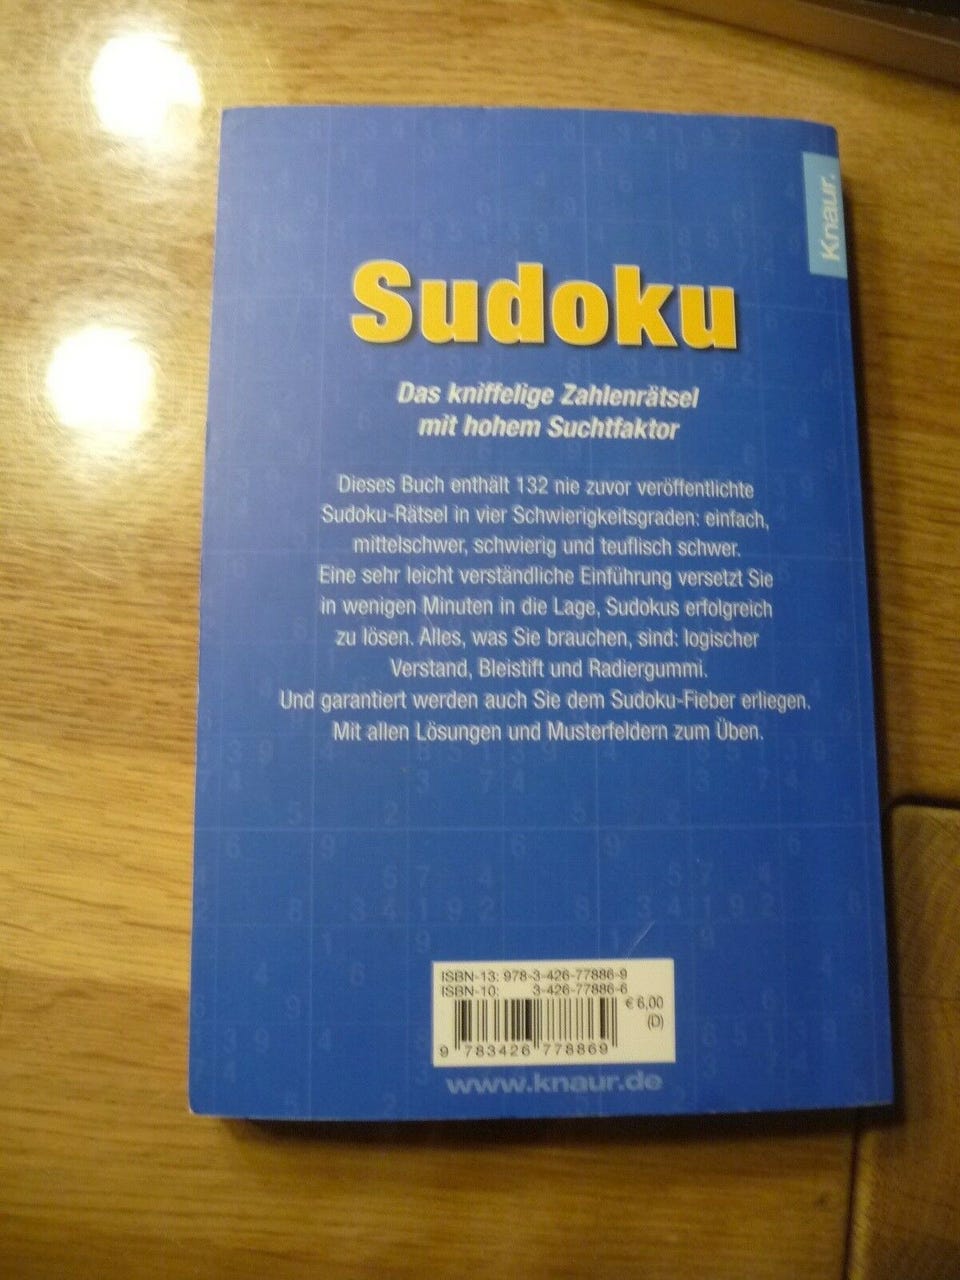 Knaur.
Sudoku
Das kniffelige Zahlenrätsel
mit hohem Suchtfaktor
Dieses Buch enthält 132 nie zuvor veröffentlichte
Sudoku-Rätsel in vier Schwierigkeitsgraden: einfach,
mittelschwer, schwierig und teuflisch schwer.
Eine sehr leicht verständliche Einführung versetzt Sie
in wenigen Minuten in die Lage, Sudokus erfolgreich
zu lösen. Alles, was Sie brauchen, sind: logischer
Verstand, Bleistift und Radiergummi.
Und garantiert werden auch Sie dem Sudoku-Fieber erliegen.
Mit allen Lösungen und Musterfeldern zum Üben.
ISBN-13: 978-3-426-77886-9
ISBN-10: 3-426-77886-6
€ 6,00
(D)
9 783426 778869
www.knaur.de